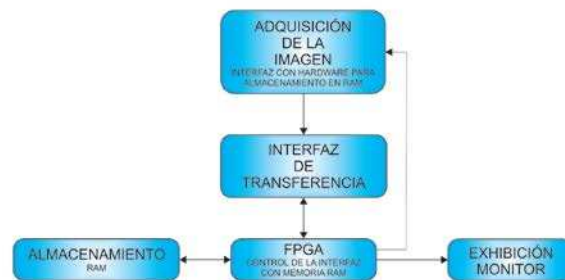 ADQUISICIÓN
DE LA
IMAGEN
INTERFAZ CON HARDWARE PARA
ALMACENAMIENTO EN RAM
INTERFAZ
DE
TRANSFERENCIA
ALMACENAMIENTO
RAM
FPGA
CONTROL DE LA INTERFAZ
CON MEMORIA RAM
EXHIBICIÓN
MONITOR